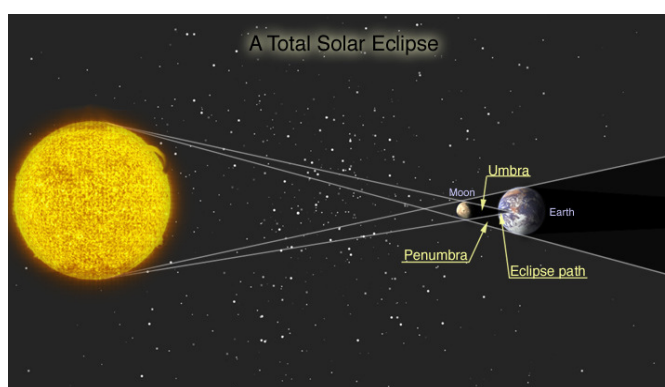 A Total Solar Eclipse
Umbra
Moon
Earth
Penumbra
Eclipse path